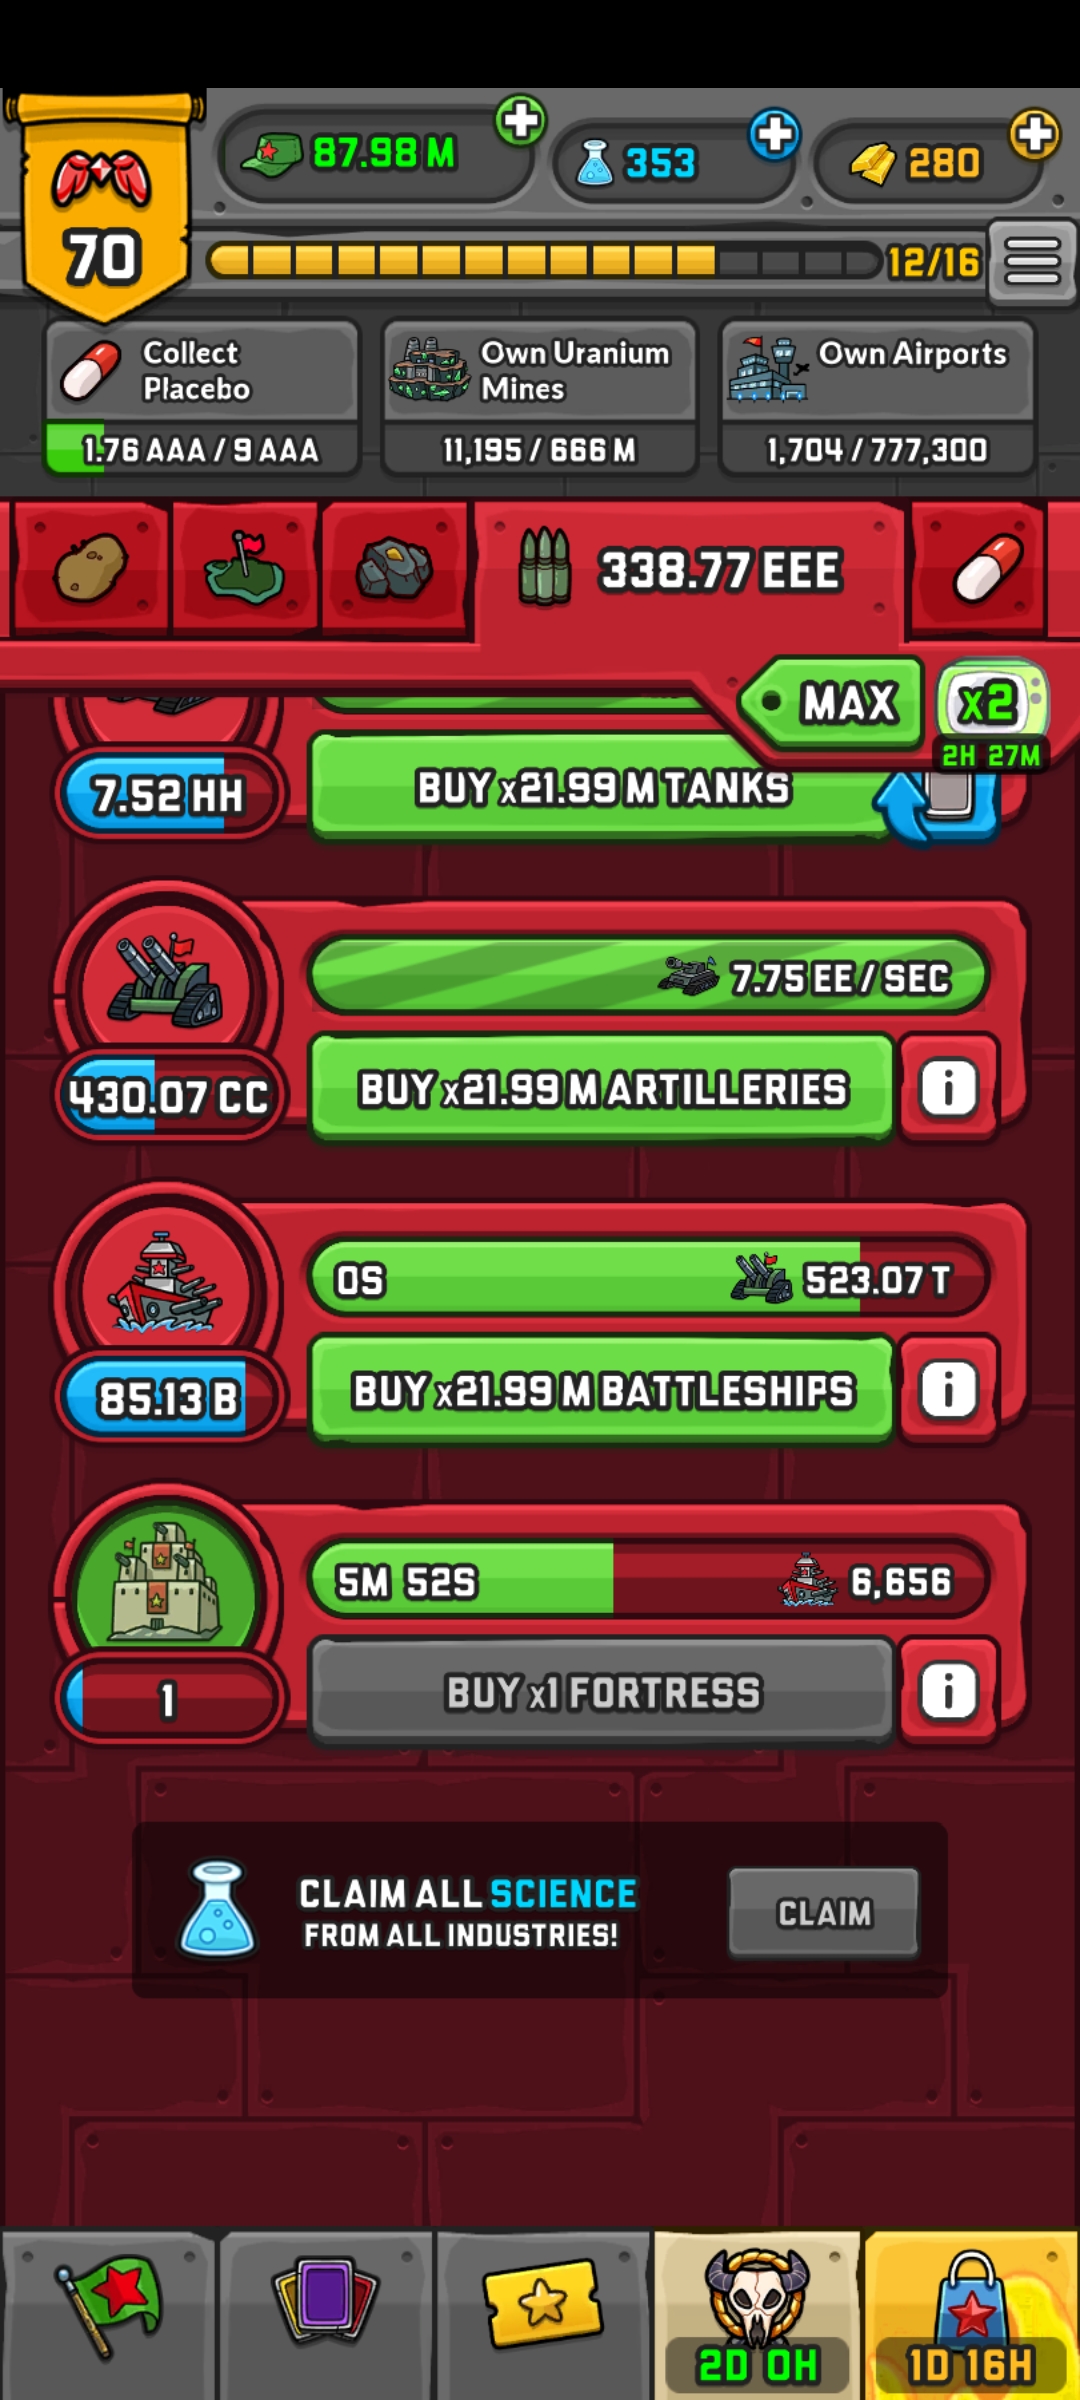 87.98 M
353
280
70
12/16
Collect
Placebo
1.76 AAA / 9 AAA
Own Uranium
Mines
11,195 / 666 M
Own Airports
1,704 / 777,300
338.77 EEE
MAX
x2
2H 27M
7.52 HH
BUY x21.99 M TANKS
7.75 EE / SEC
430.07 CC
BUY x21.99 M ARTILLERIES
i
0S
523.07 T
85.13 B
BUY x21.99 M BATTLESHIPS
i
5M 52S
6,656
1
BUY x1 FORTRESS
i
CLAIM ALL SCIENCE
FROM ALL INDUSTRIES!
CLAIM
2D 0H
1D 16H